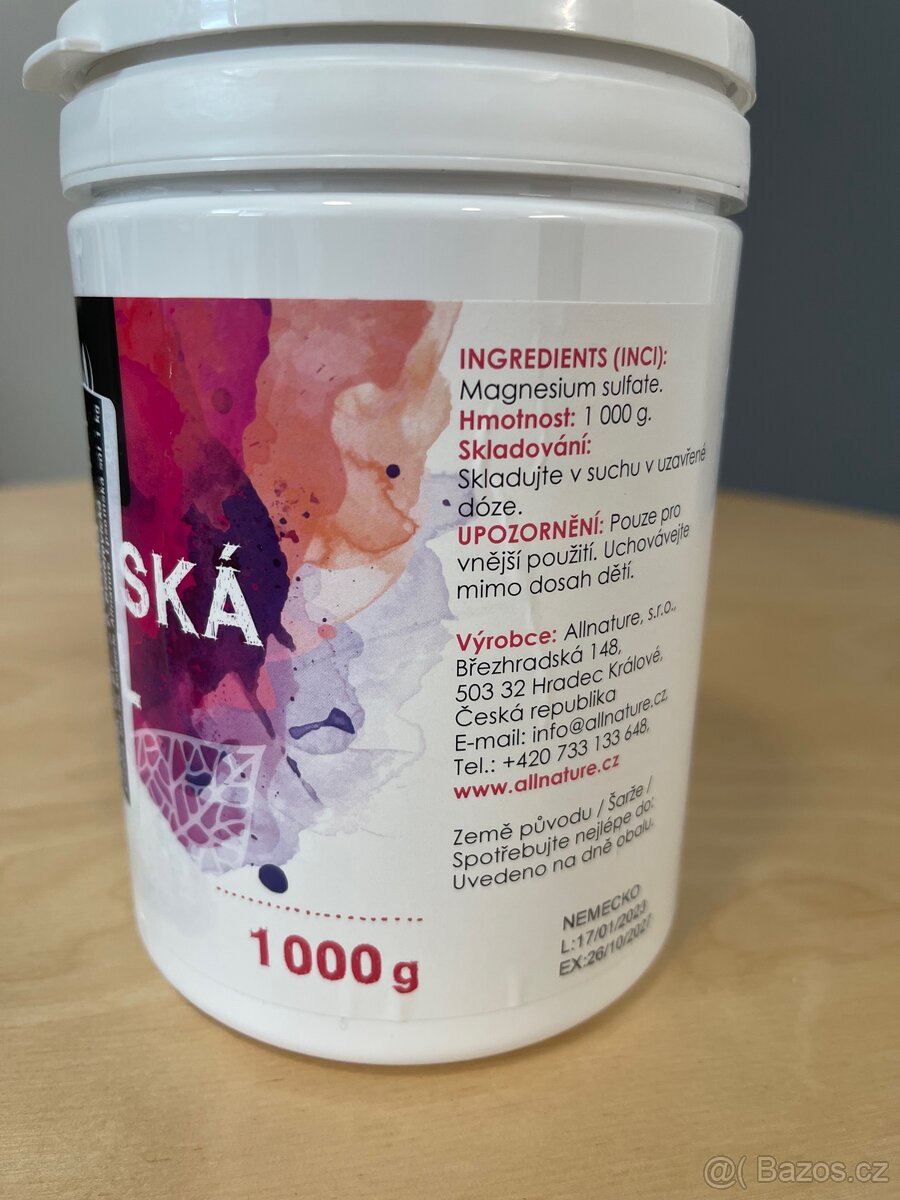 SKÁ
1000 g
INGREDIENTS (INCI):
Magnesium sulfate.
Hmotnost: 1 000 g.
Skladování:
Skladujte v suchu v uzavřené
dóze.
UPOZORNĚNÍ: Pouze pro
vnější použití. Uchovávejte
mimo dosah dětí.
Výrobce: Allnature, s.r.o.,
Březhradská 148,
503 32 Hradec Králové,
Česká republika
E-mail: info@allnature.cz,
Tel.: +420 733 133 648,
www.allnature.cz
Země původu / Šarže /
Spotřebujte nejlépe do:
Uvedeno na dně obalu.
NEMECKO
L:17/01/2023
EX:26/10/2027
@( Bazos.cz